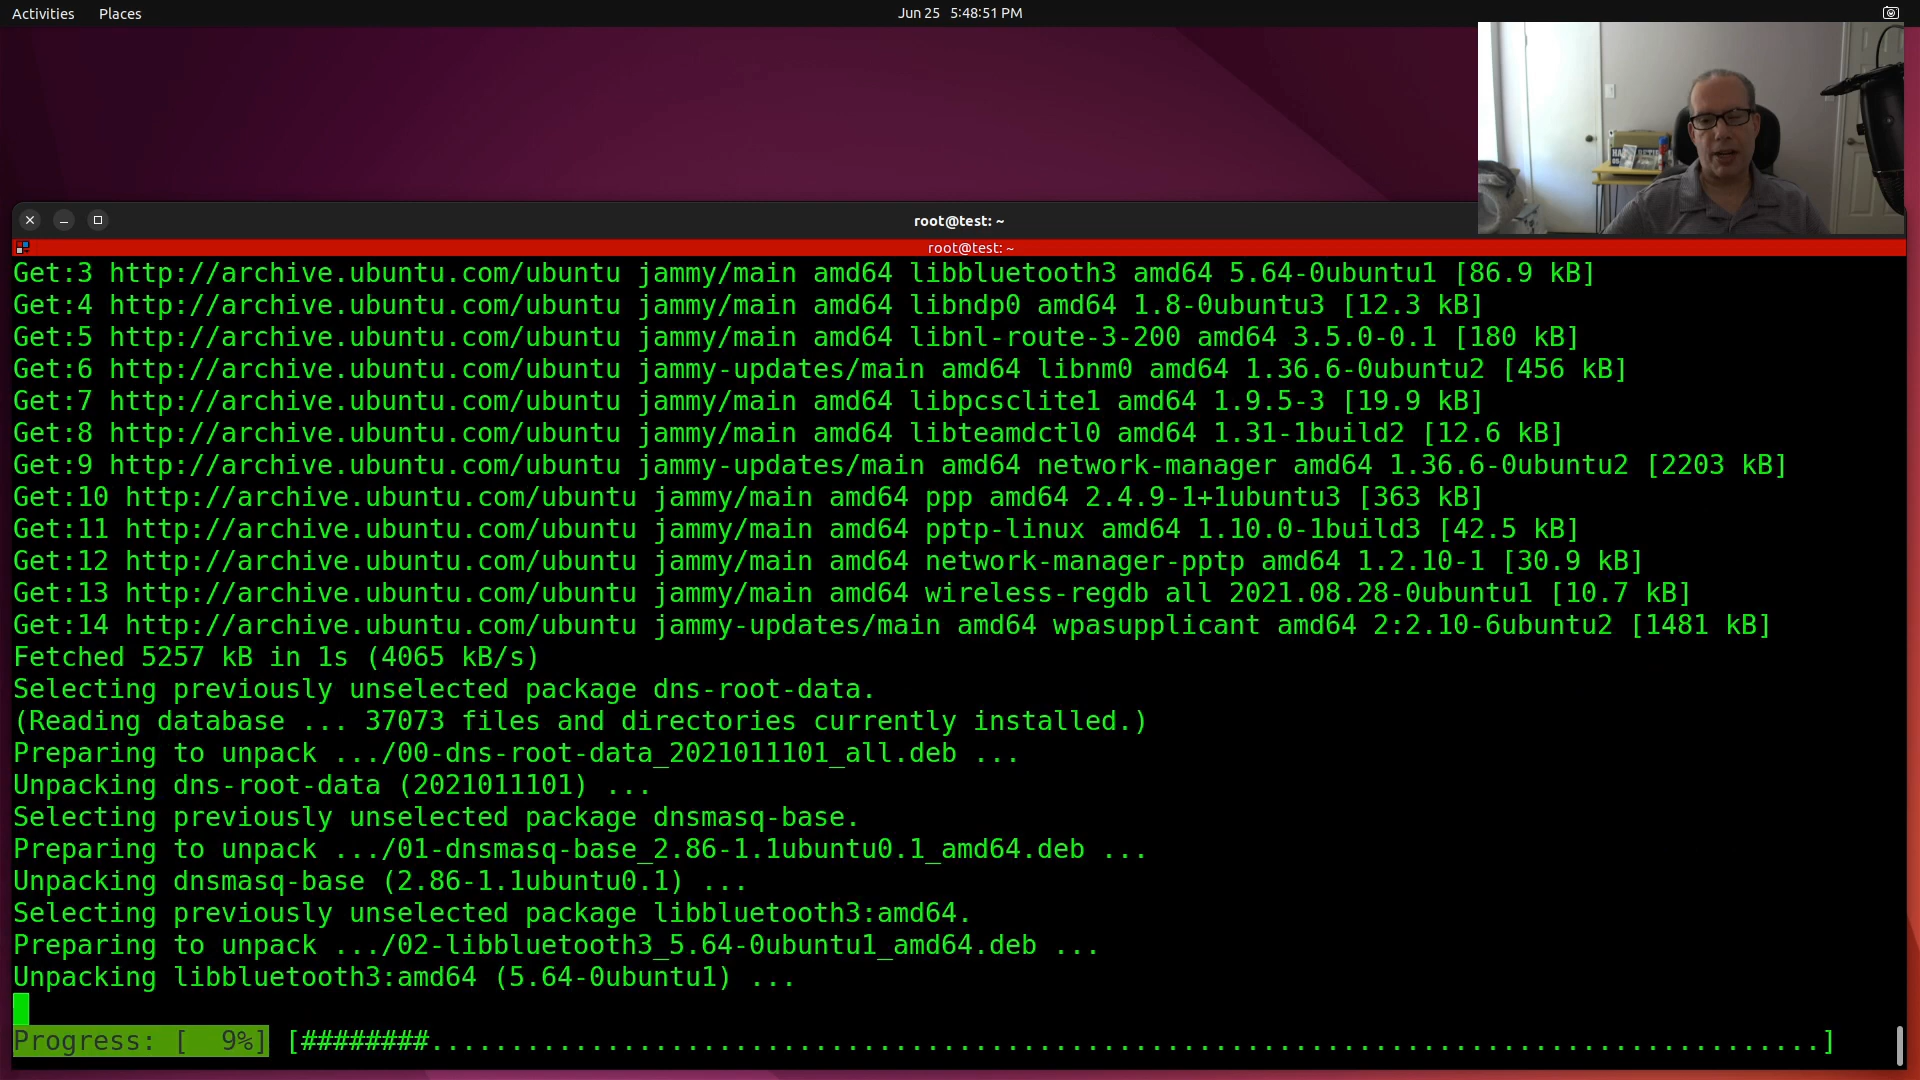 Activities Places Jun 25 5:48:51 PM
root@test: ~
root@test: ~
Get:3 http://archive.ubuntu.com/ubuntu jammy/main amd64 libbluetooth3 amd64 5.64-0ubuntu1 [86.9 kB]
Get:4 http://archive.ubuntu.com/ubuntu jammy/main amd64 libndp0 amd64 1.8-0ubuntu3 [12.3 kB]
Get:5 http://archive.ubuntu.com/ubuntu jammy/main amd64 libnl-route-3-200 amd64 3.5.0-0.1 [180 kB]
Get:6 http://archive.ubuntu.com/ubuntu jammy-updates/main amd64 libnm0 amd64 1.36.6-0ubuntu2 [456 kB]
Get:7 http://archive.ubuntu.com/ubuntu jammy/main amd64 libpcsclite1 amd64 1.9.5-3 [19.9 kB]
Get:8 http://archive.ubuntu.com/ubuntu jammy/main amd64 libteamdctl0 amd64 1.31-1build2 [12.6 kB]
Get:9 http://archive.ubuntu.com/ubuntu jammy-updates/main amd64 network-manager amd64 1.36.6-0ubuntu2 [2203 kB]
Get:10 http://archive.ubuntu.com/ubuntu jammy/main amd64 ppp amd64 2.4.9-1+1ubuntu3 [363 kB]
Get:11 http://archive.ubuntu.com/ubuntu jammy/main amd64 pptp-linux amd64 1.10.0-1build3 [42.5 kB]
Get:12 http://archive.ubuntu.com/ubuntu jammy/main amd64 network-manager-pptp amd64 1.2.10-1 [30.9 kB]
Get:13 http://archive.ubuntu.com/ubuntu jammy/main amd64 wireless-regdb all 2021.08.28-0ubuntu1 [10.7 kB]
Get:14 http://archive.ubuntu.com/ubuntu jammy-updates/main amd64 wpasupplicant amd64 2:2.10-6ubuntu2 [1481 kB]
Fetched 5257 kB in 1s (4065 kB/s)
Selecting previously unselected package dns-root-data.
(Reading database ... 37073 files and directories currently installed.)
Preparing to unpack .../00-dns-root-data_2021011101_all.deb ...
Unpacking dns-root-data (2021011101) ...
Selecting previously unselected package dnsmasq-base.
Preparing to unpack .../01-dnsmasq-base_2.86-1.1ubuntu0.1_amd64.deb ...
Unpacking dnsmasq-base (2.86-1.1ubuntu0.1) ...
Selecting previously unselected package libbluetooth3:amd64.
Preparing to unpack .../02-libbluetooth3_5.64-0ubuntu1_amd64.deb ...
Unpacking libbluetooth3:amd64 (5.64-0ubuntu1) ...
Progress: [  9%] [########.......................................................................................]